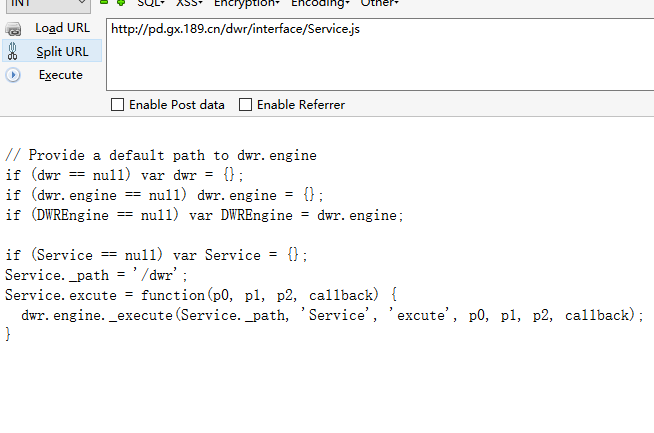 INT SQL- XSS- Encryption- Encoding- Other-
Load URL http://pd.gx.189.cn/dwr/interface/Service.js
Split URL
Execute
Enable Post data Enable Referrer
// Provide a default path to dwr.engine
if (dwr == null) var dwr = {};
if (dwr.engine == null) dwr.engine = {};
if (DWREngine == null) var DWREngine = dwr.engine;
if (Service == null) var Service = {};
Service._path = '/dwr';
Service.excute = function(p0, p1, p2, callback) {
dwr.engine._execute(Service._path, 'Service', 'excute', p0, p1, p2, callback);
}